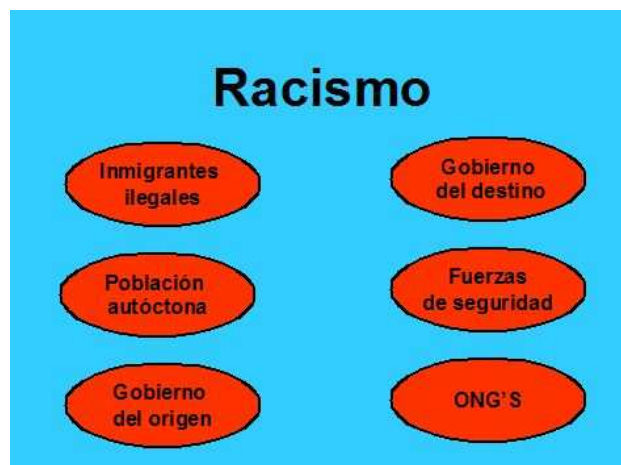 Racismo
Inmigrantes
ilegales
Población
autóctona
Gobierno
del origen
Gobierno
del destino
Fuerzas
de seguridad
ONG'S